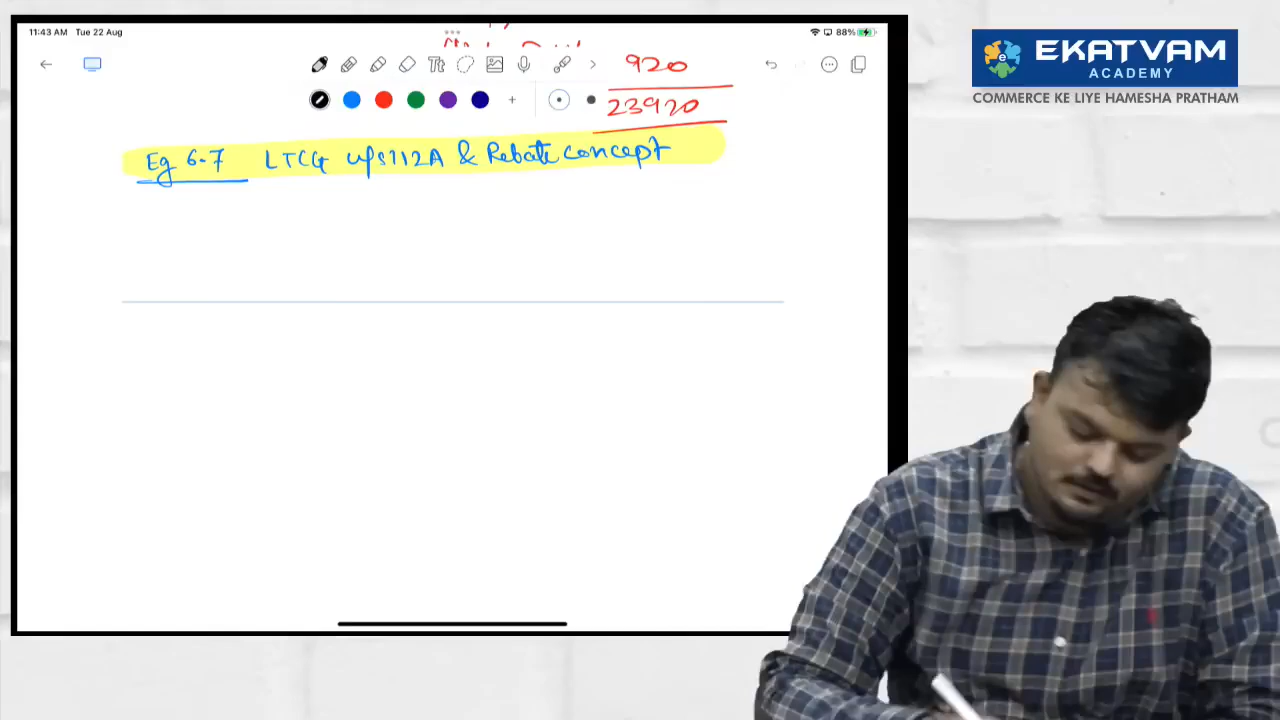 11:43 AM Tue 22 Aug
88%
920
23920
Eg 6.7 LTCG u/s 112A & Rebate concept
EKATVAM
ACADEMY
COMMERCE KE LIYE HAMESHA PRATHAM